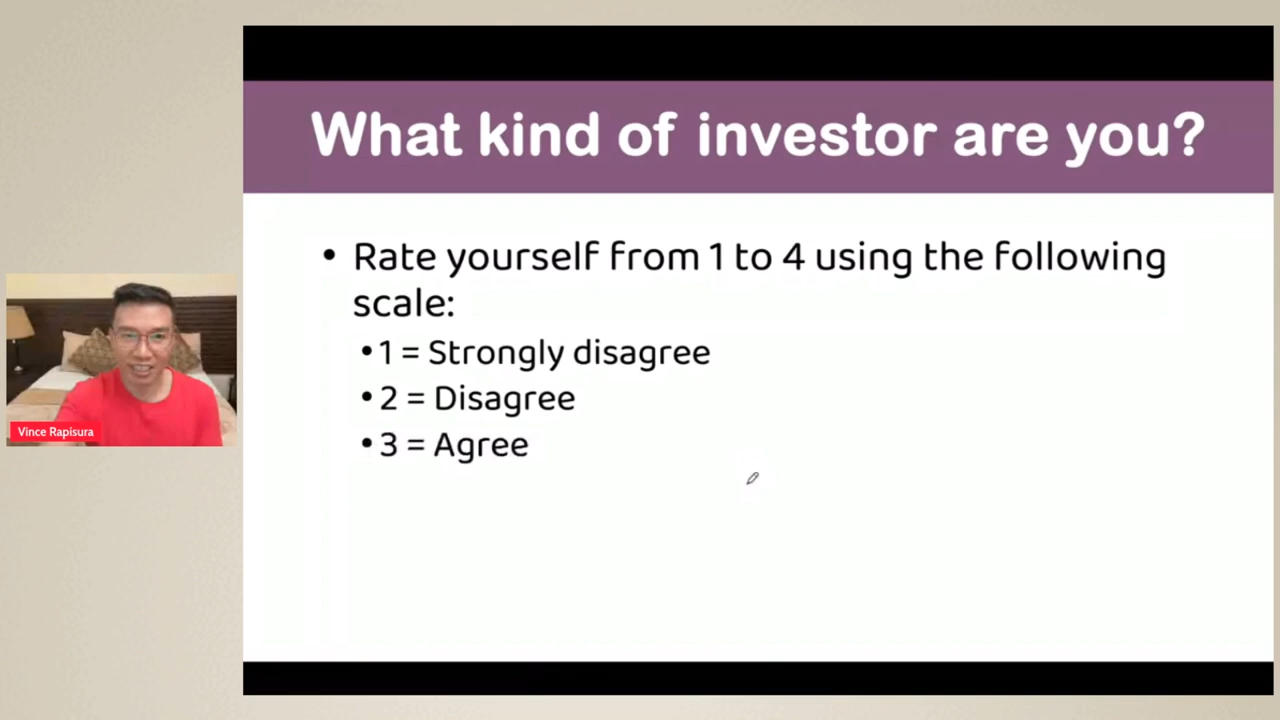 What kind of investor are you?
• Rate yourself from 1 to 4 using the following
scale:
• 1 = Strongly disagree
• 2 = Disagree
• 3 = Agree
Vince Rapisura